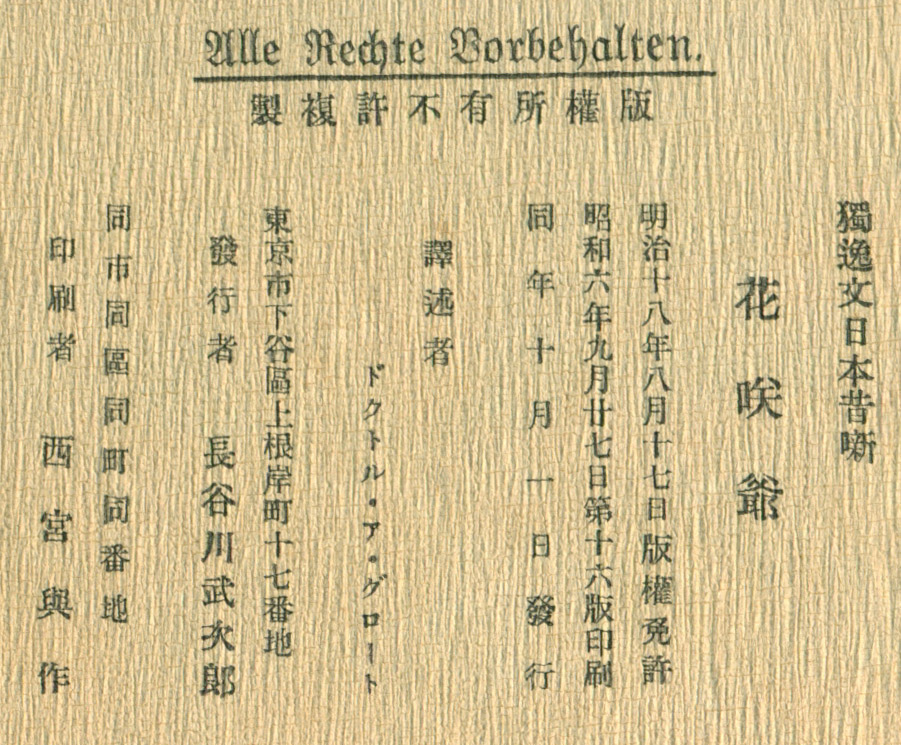 Alle Rechte Vorbehalten.
版權所有不許複製
獨逸文日本昔噺
花咲爺
明治十八年八月十七日版權免許
昭和六年九月廿七日第十六版印刷
同年十月一日發行
譯述者
ドクトル・ア・グロート
東京市下谷區上根岸町十七番地
發行者 長谷川武次郎
同市同區同町同番地
印刷者 西宮與作